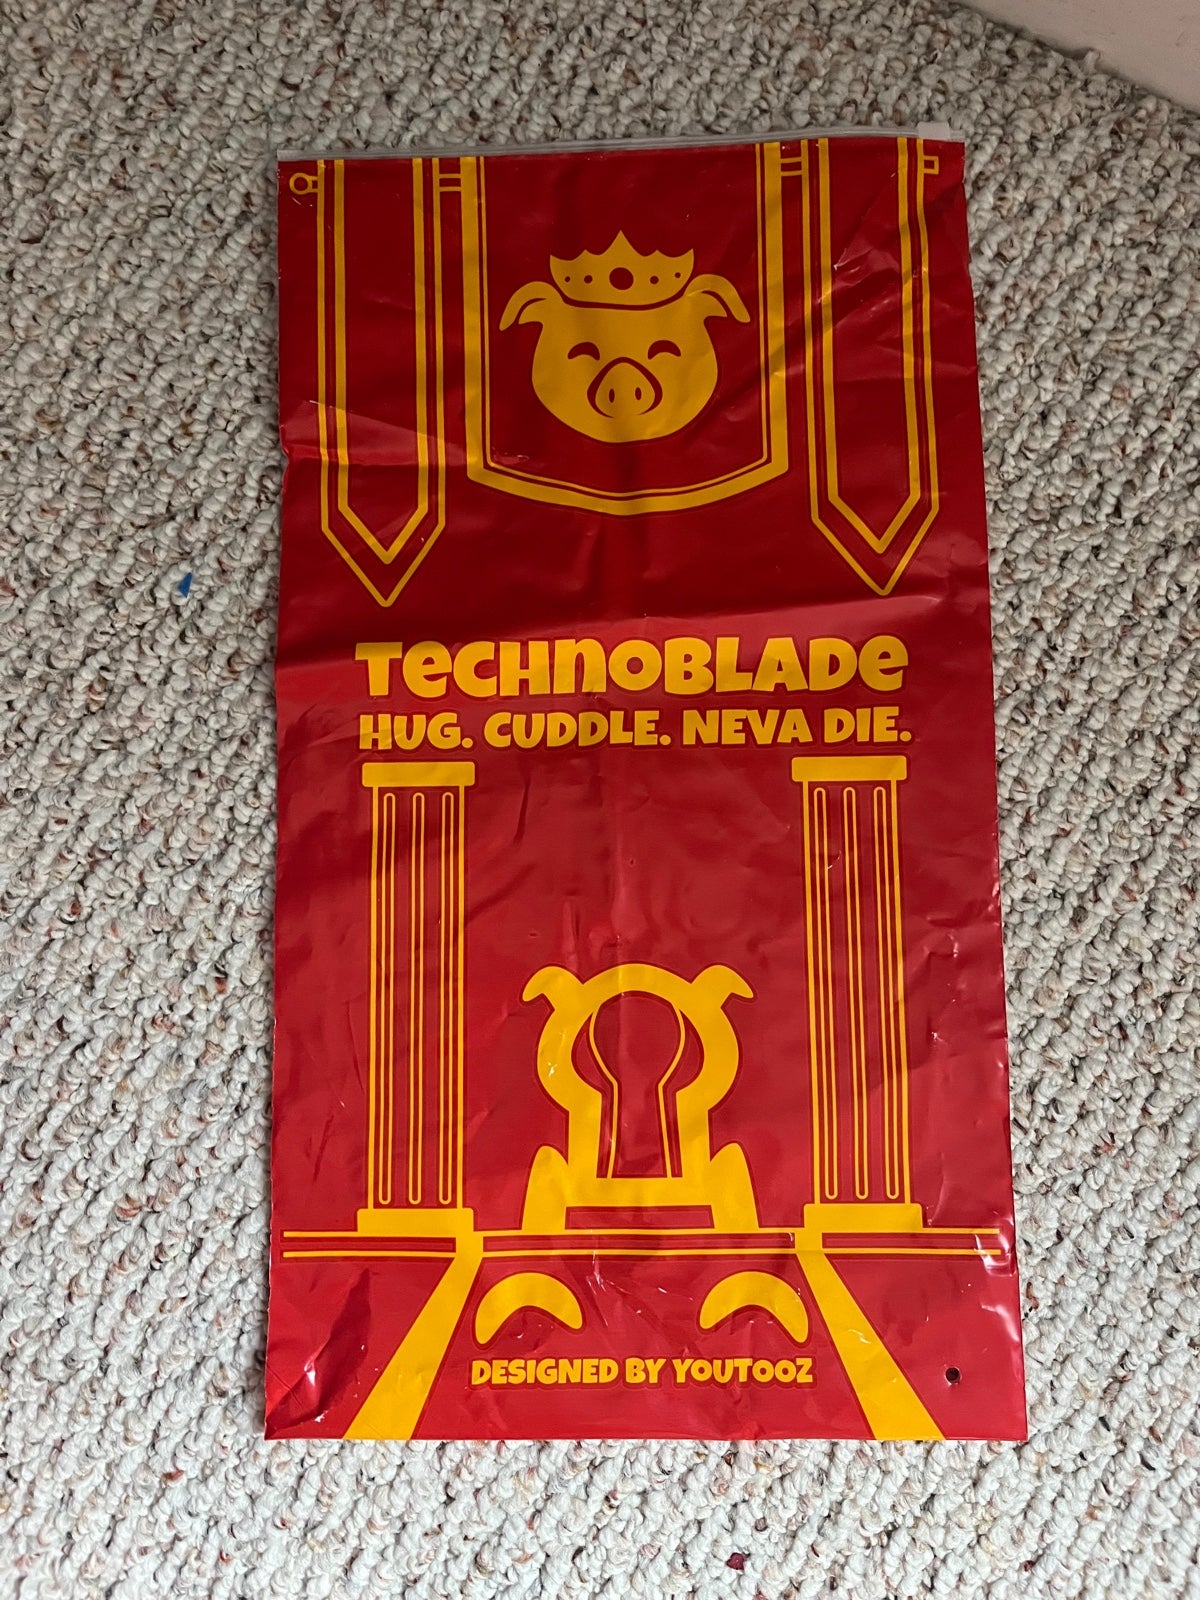 TECHNOBLADE
HUG. CUDDLE. NEVA DIE.
DESIGNED BY YOUTOOZ